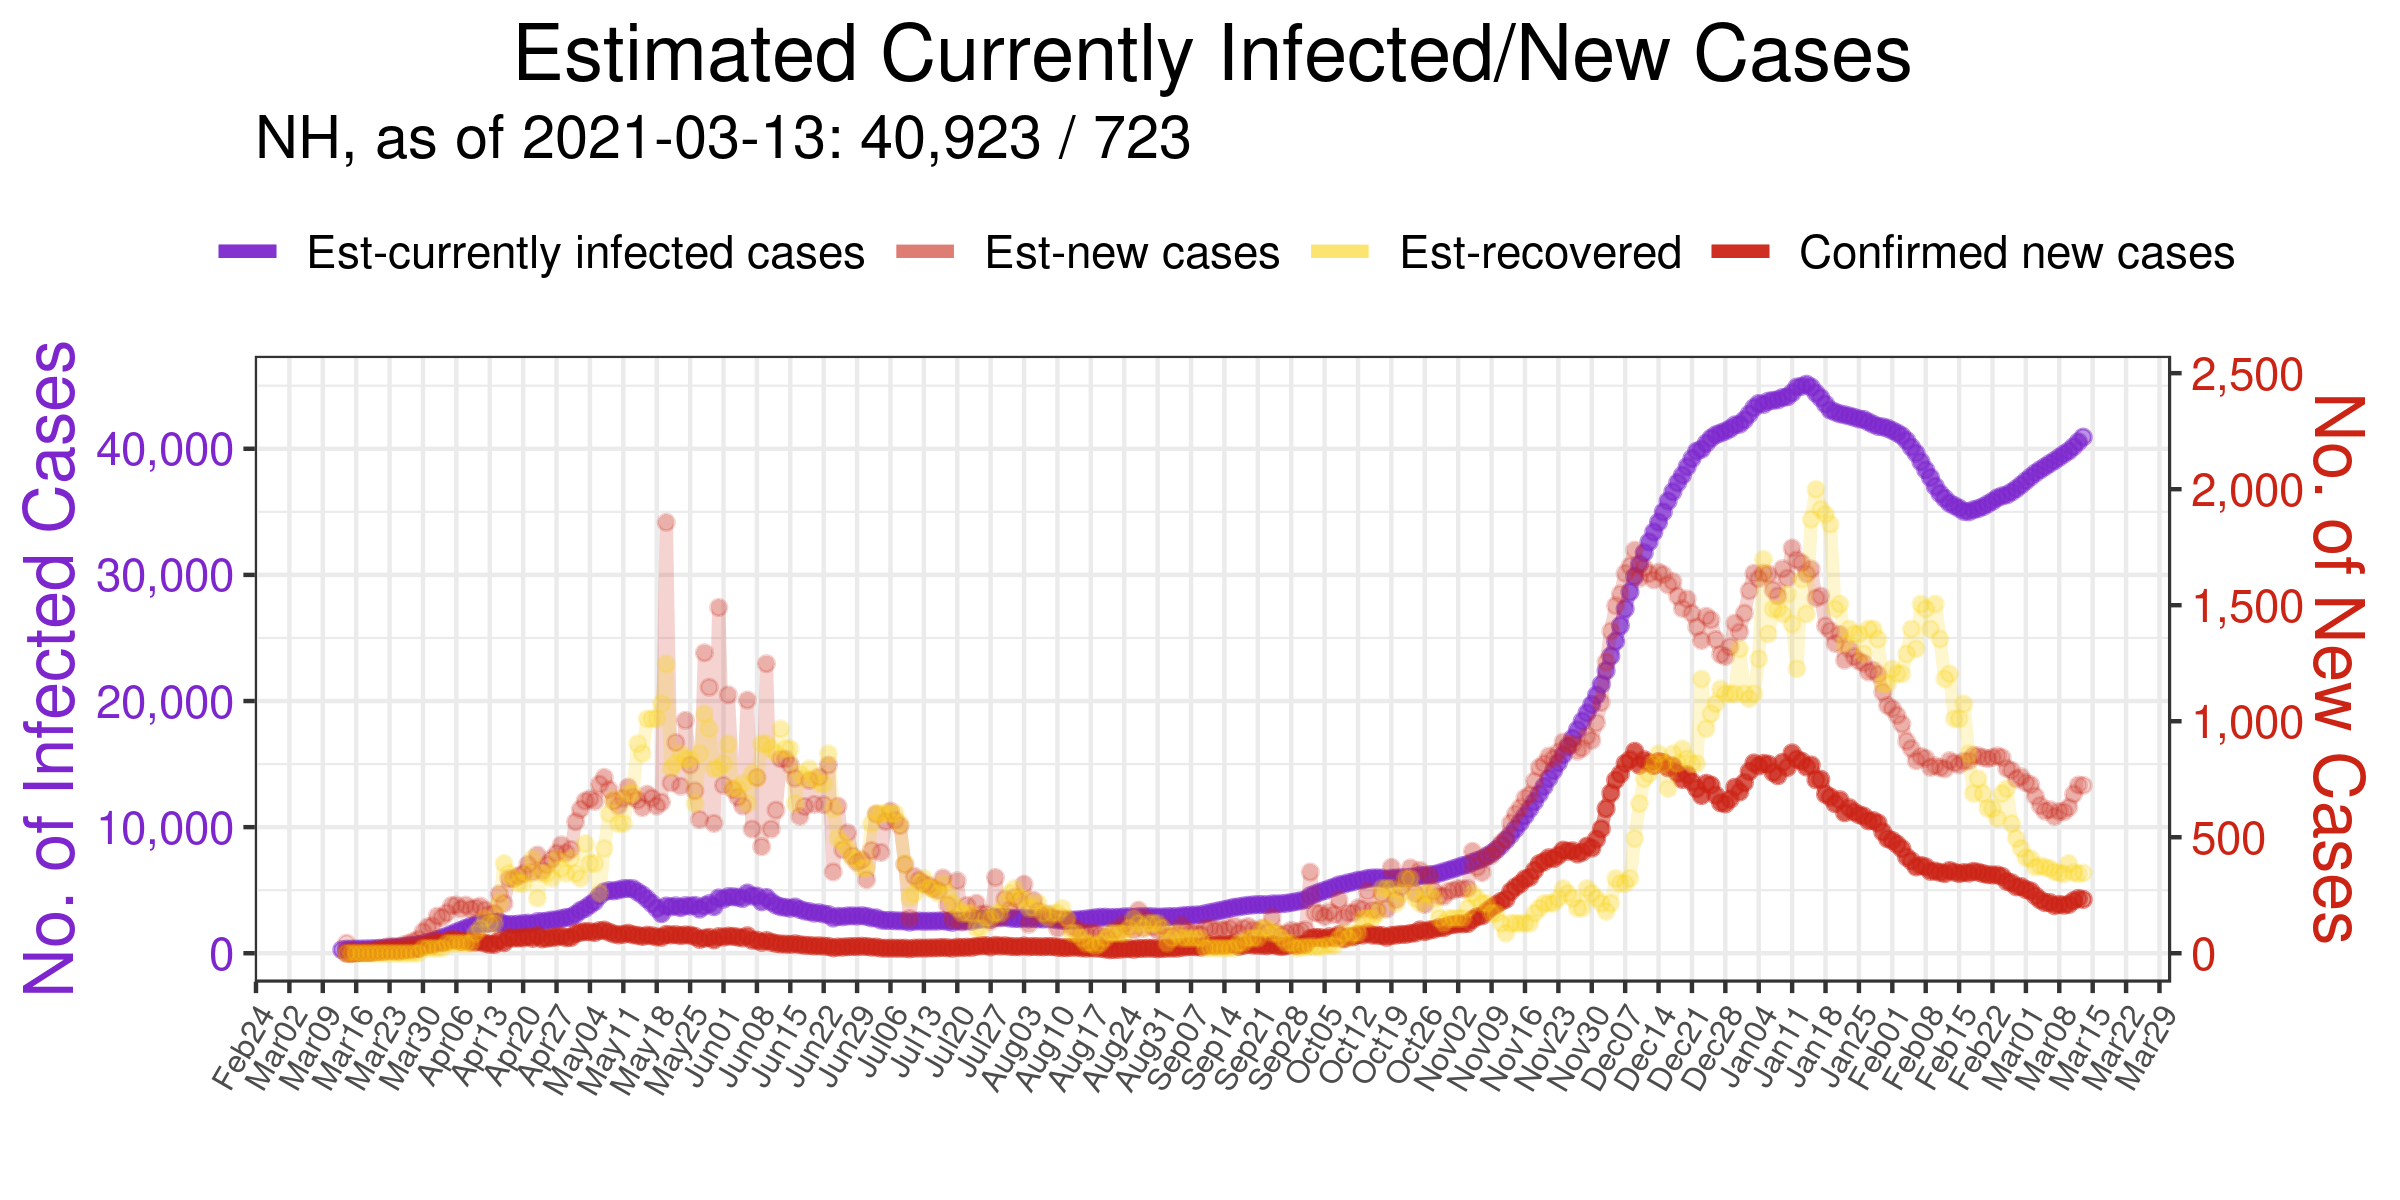 Estimated Currently Infected/New Cases
NH, as of 2021-03-13: 40,923 / 723
Est-currently infected cases Est-new cases Est-recovered Confirmed new cases
No. of Infected Cases
40,000
30,000
20,000
10,000
0
2,500
2,000
1,500
1,000
500
0
No. of New Cases
Feb24 Mar02 Mar09 Mar16 Mar23 Mar30 Apr06 Apr13 Apr20 Apr27 May04 May11 May18 May25 Jun01 Jun08 Jun15 Jun22 Jun29 Jul06 Jul13 Jul20 Jul27 Aug03 Aug10 Aug17 Aug24 Aug31 Sep07 Sep14 Sep21 Sep28 Oct05 Oct12 Oct19 Oct26 Nov02 Nov09 Nov16 Nov23 Nov30 Dec07 Dec14 Dec21 Dec28 Jan04 Jan11 Jan18 Jan25 Feb01 Feb08 Feb15 Feb22 Mar01 Mar08 Mar15 Mar22 Mar29